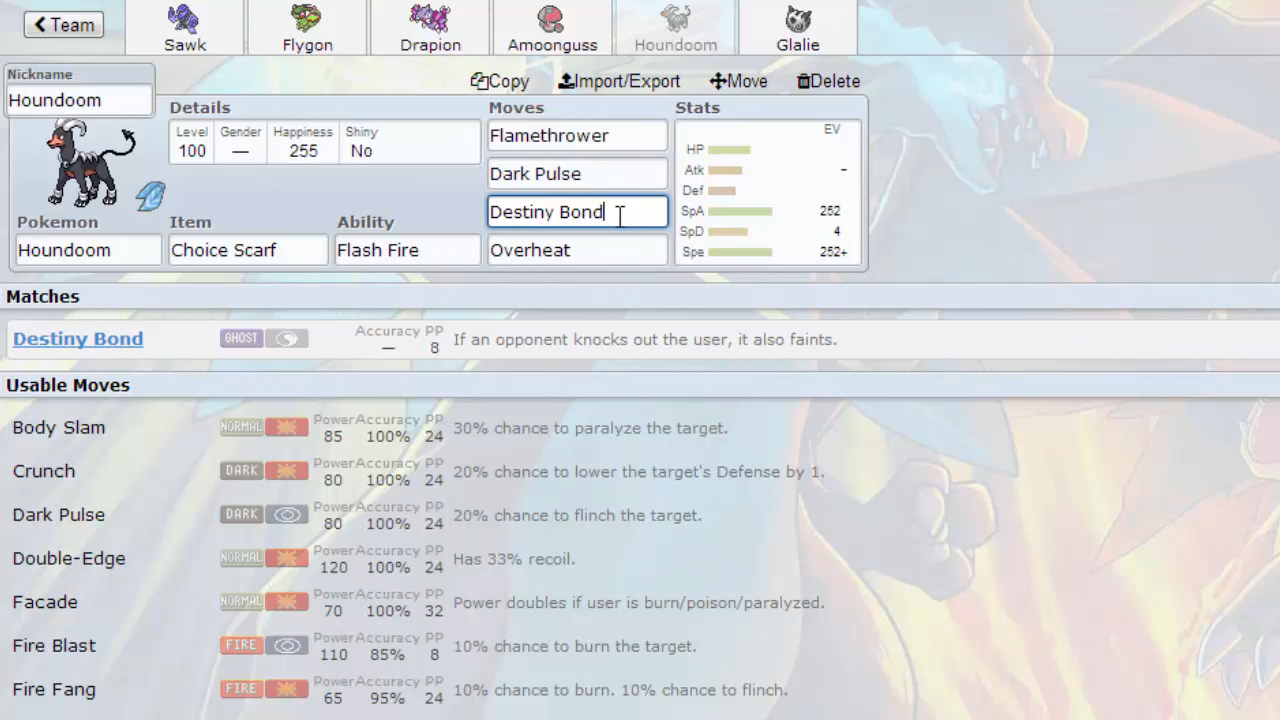 Team
Sawk
Flygon
Drapion
Amoonguss
Houndoom
Glalie
Nickname
Houndoom
Copy
Import/Export
Move
Delete
Details
Level
100
Gender
—
Happiness
255
Shiny
No
Pokemon
Houndoom
Item
Choice Scarf
Ability
Flash Fire
Moves
Flamethrower
Dark Pulse
Destiny Bond
Overheat
Stats
EV
HP
Atk -
Def
SpA 252
SpD 4
Spe 252+
Matches
Destiny Bond GHOST Accuracy — PP 8 If an opponent knocks out the user, it also faints.
Usable Moves
Body Slam NORMAL Power 85 Accuracy 100% PP 24 30% chance to paralyze the target.
Crunch DARK Power 80 Accuracy 100% PP 24 20% chance to lower the target's Defense by 1.
Dark Pulse DARK Power 80 Accuracy 100% PP 24 20% chance to flinch the target.
Double-Edge NORMAL Power 120 Accuracy 100% PP 24 Has 33% recoil.
Facade NORMAL Power 70 Accuracy 100% PP 32 Power doubles if user is burn/poison/paralyzed.
Fire Blast FIRE Power 110 Accuracy 85% PP 8 10% chance to burn the target.
Fire Fang FIRE Power 65 Accuracy 95% PP 24 10% chance to burn. 10% chance to flinch.